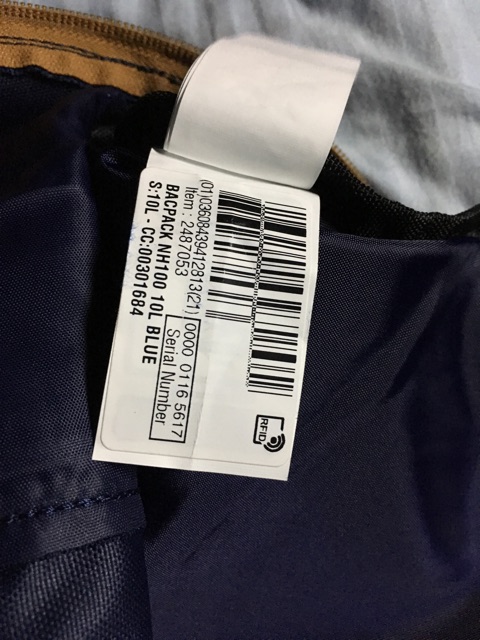 (01)03608439412813(21)
Item : 2487053
0000 0116 5617
Serial Number
BACPACK NH100 10L BLUE
S:10L - CC:00301684
RFID